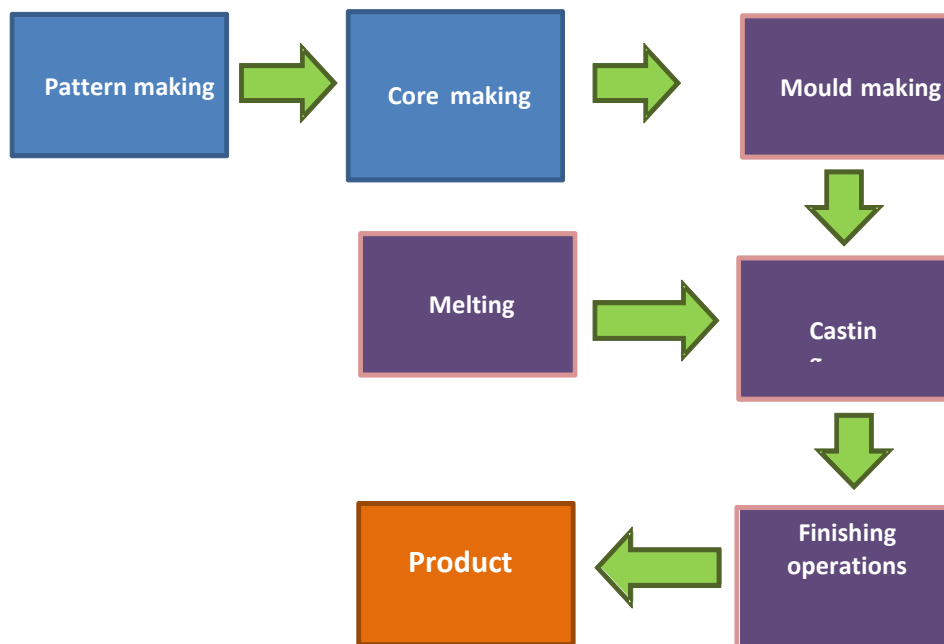 Pattern making
Core making
Mould making
Melting
Castin
g
Finishing
operations
Product